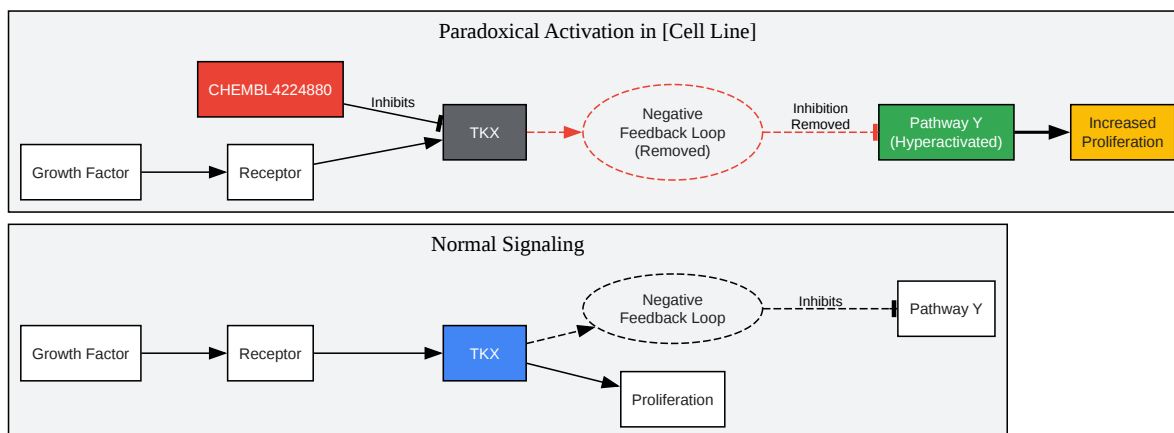 Paradoxical Activation in [Cell Line]
CHEMBL4224880
Inhibits
TKX
Negative
Feedback Loop
(Removed)
Inhibition
Removed
Pathway Y
(Hyperactivated)
Increased
Proliferation
Growth Factor
Receptor
Normal Signaling
Negative
Feedback Loop
Inhibits
Pathway Y
Growth Factor
Receptor
TKX
Proliferation